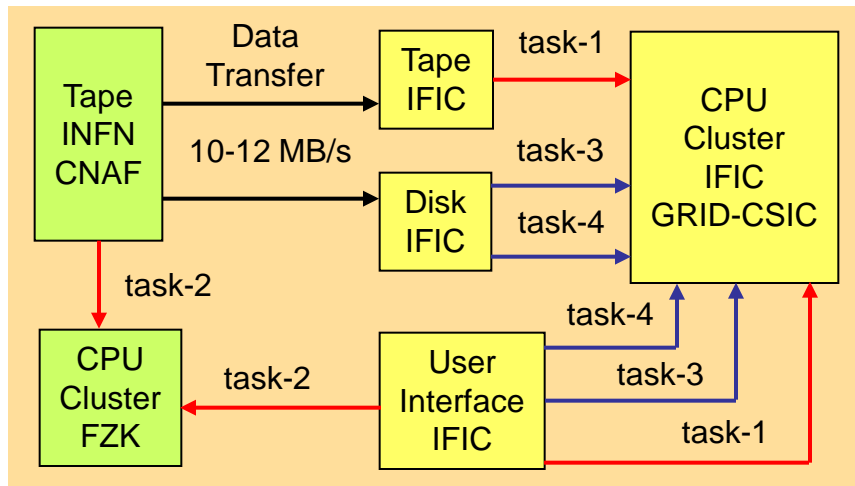 Data
Transfer
10-12 MB/s
Tape
INFN
CNAF
Tape
IFIC
task-1
Disk
IFIC
task-3
task-4
CPU
Cluster
IFIC
GRID-CSIC
task-2
CPU
Cluster
FZK
task-2
User
Interface
IFIC
task-4
task-3
task-1